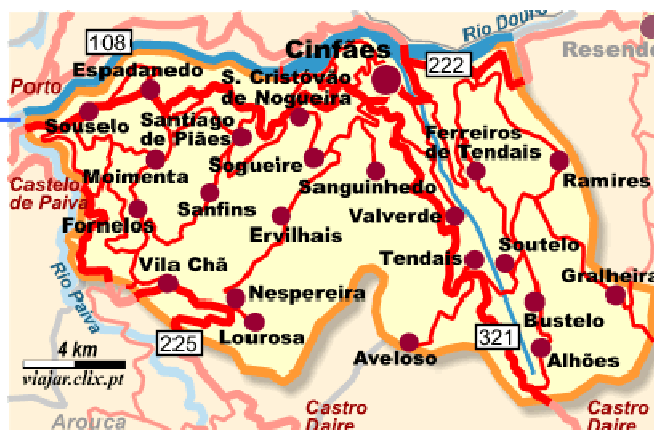 108
Rio Douro
Cinfães
222
Resende
Porto
Espadanedo
S. Cristóvão
de Nogueira
Souselo
Santiago
de Piães
Ferreiros
de Tendais
Moimenta
Sogueire
Sanguinhedo
Ramires
Castelo
de Paiva
Fornelos
Sanfins
Ervilhais
Valverde
Rio Paiva
Vila Chã
Tendais
Soutelo
Gralheira
Nespereira
Bustelo
4 km
225
Lourosa
321
Aveloso
Alhões
viajar.clix.pt
Arouca
Castro
Daire
Castro
Daire